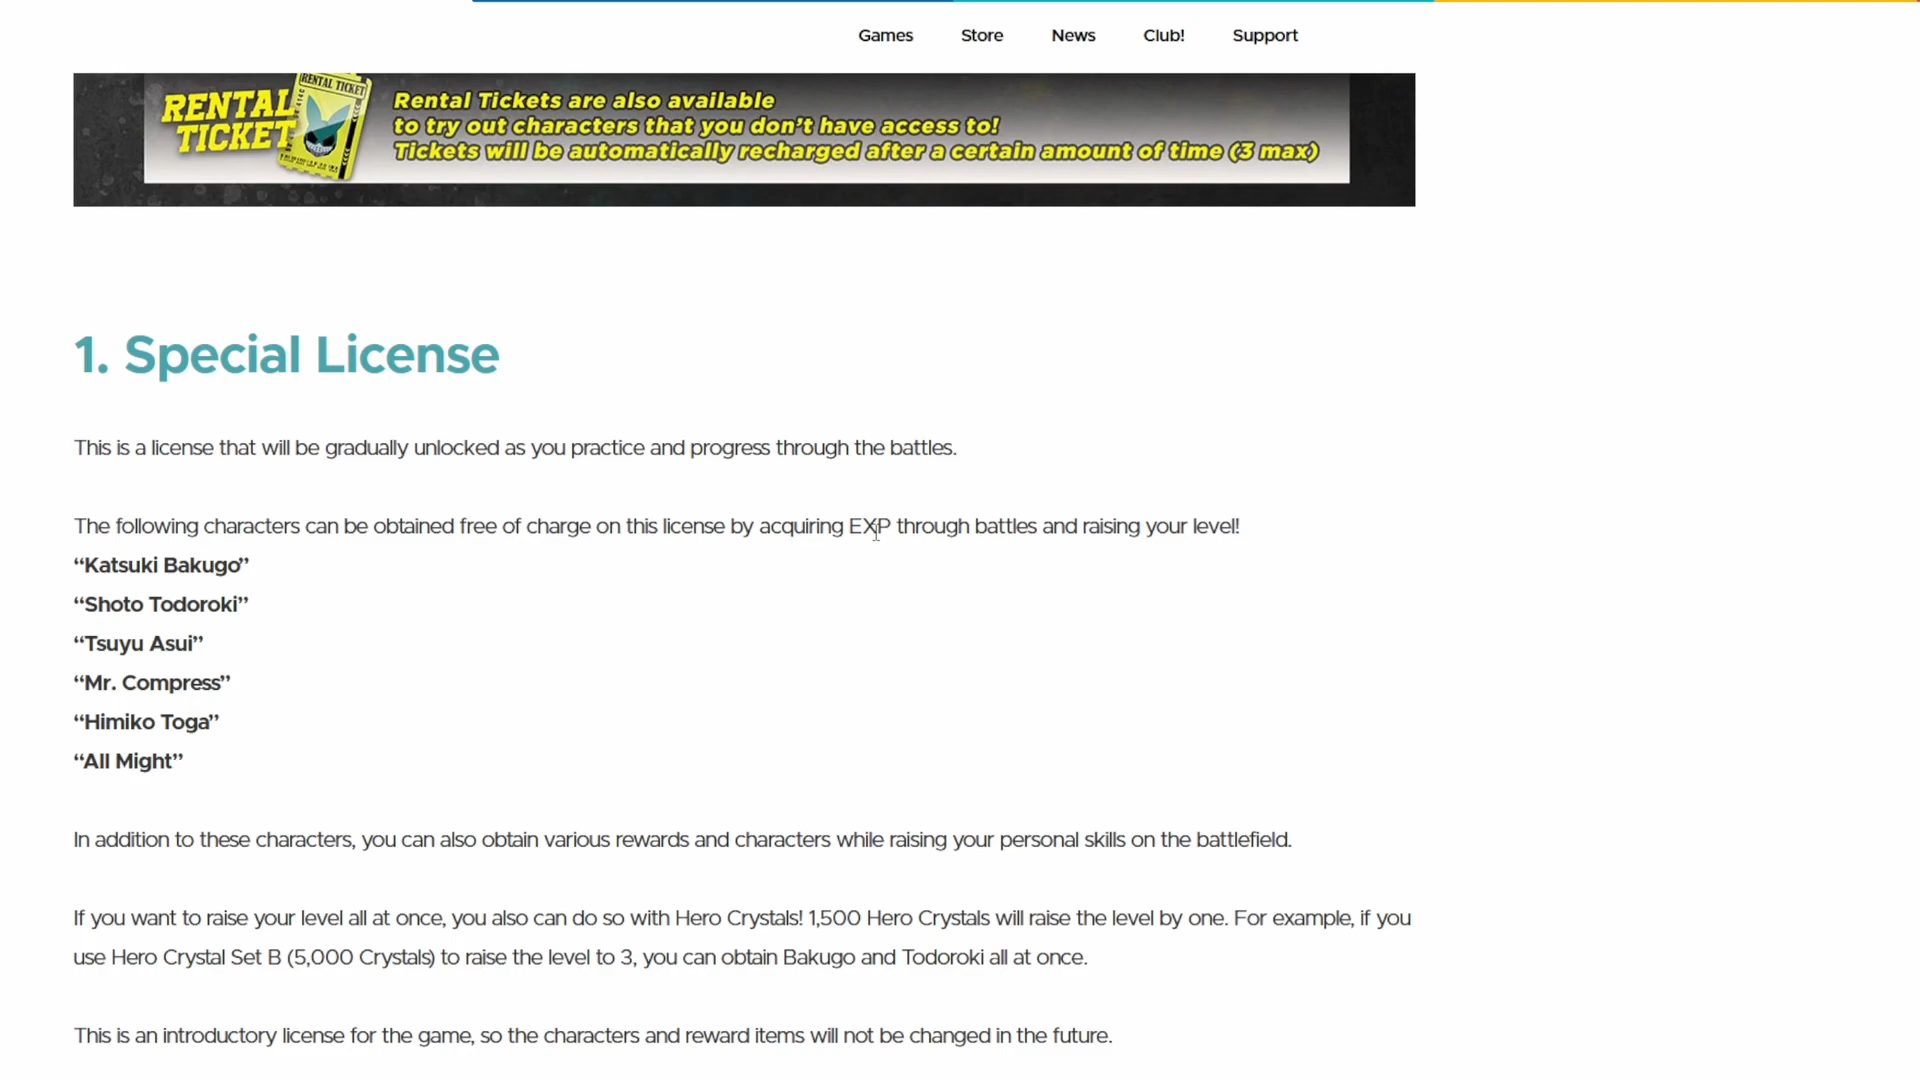 Games Store News Club! Support
RENTAL TICKET
RENTAL TICKET
Rental Tickets are also available
to try out characters that you don't have access to!
Tickets will be automatically recharged after a certain amount of time (3 max)
1. Special License
This is a license that will be gradually unlocked as you practice and progress through the battles.
The following characters can be obtained free of charge on this license by acquiring EXP through battles and raising your level!
“Katsuki Bakugo”
“Shoto Todoroki”
“Tsuyu Asui”
“Mr. Compress”
“Himiko Toga”
“All Might”
In addition to these characters, you can also obtain various rewards and characters while raising your personal skills on the battlefield.
If you want to raise your level all at once, you also can do so with Hero Crystals! 1,500 Hero Crystals will raise the level by one. For example, if you
use Hero Crystal Set B (5,000 Crystals) to raise the level to 3, you can obtain Bakugo and Todoroki all at once.
This is an introductory license for the game, so the characters and reward items will not be changed in the future.